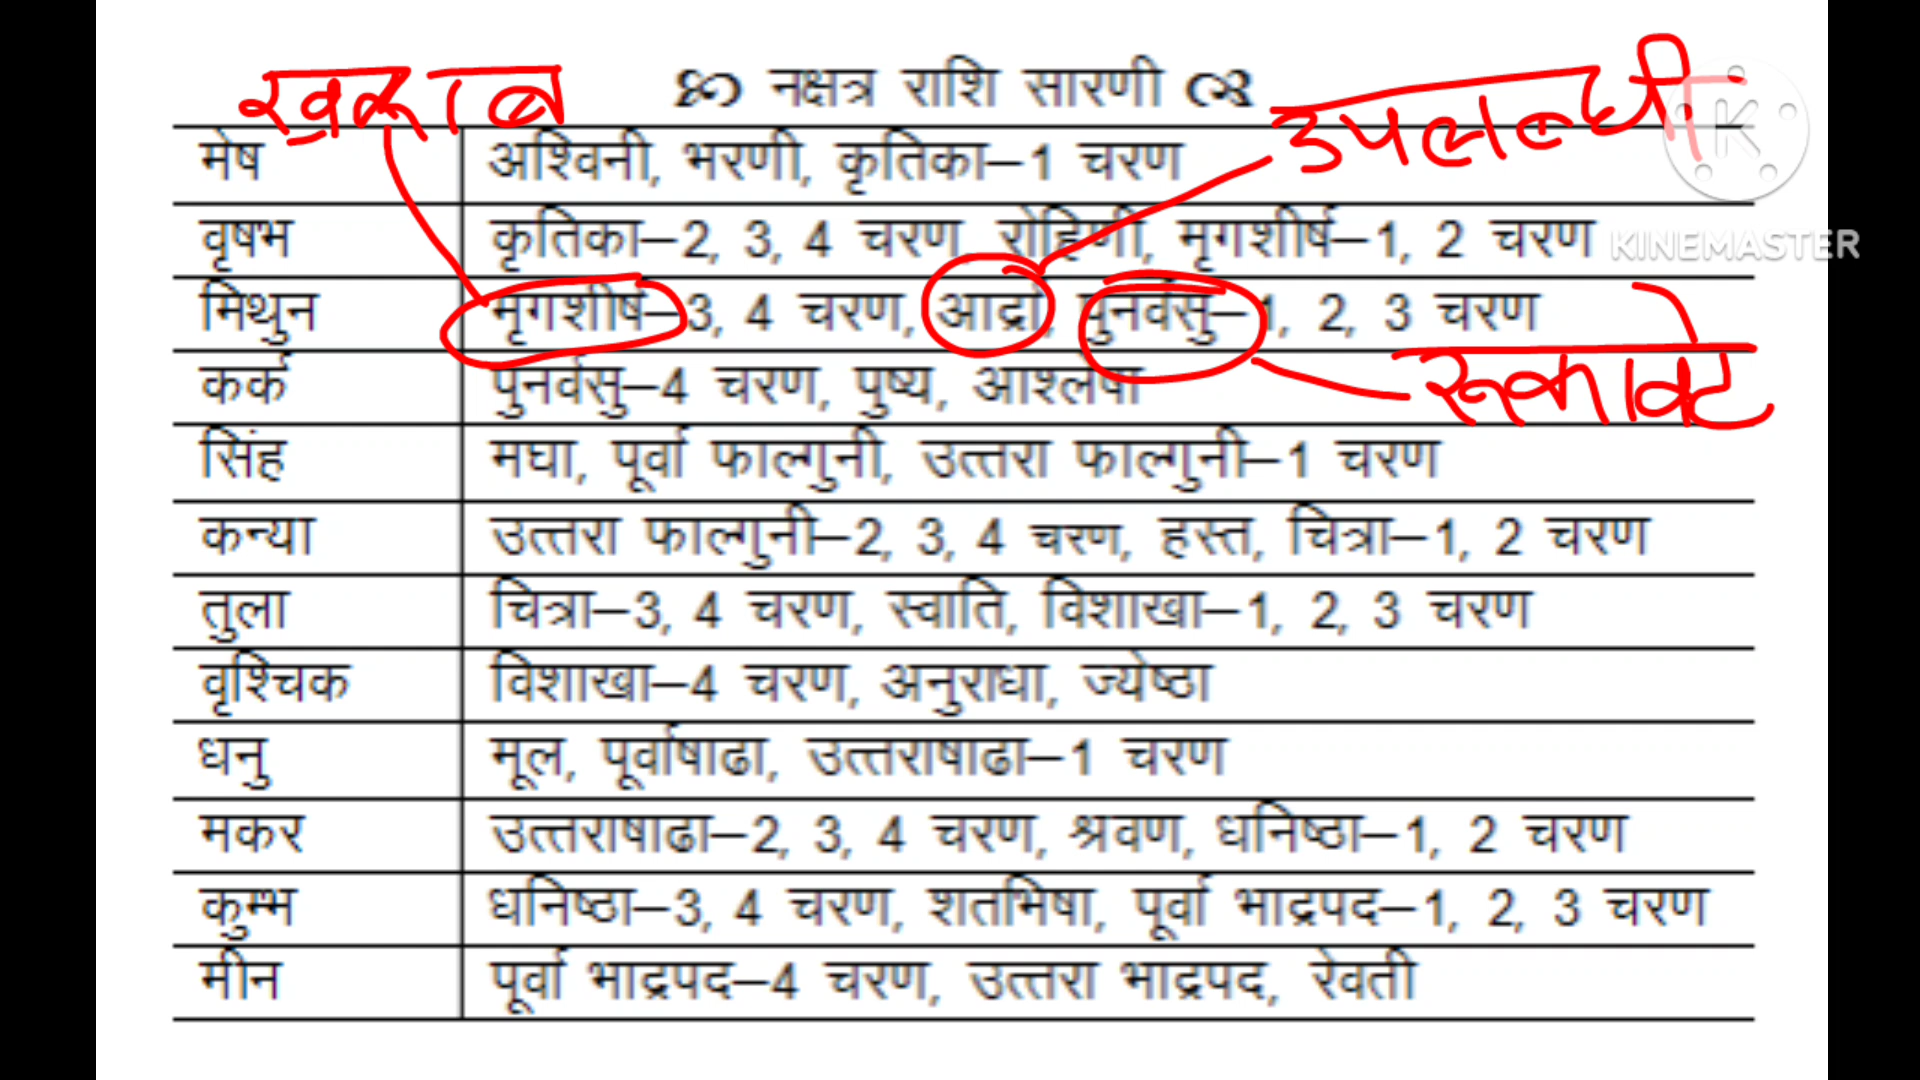 नक्षत्र राशि सारणी
उपलब्धी
मेष अश्विनी, भरणी, कृतिका–1 चरण
वृषभ कृतिका–2, 3, 4 चरण, रोहिणी, मृगशीर्ष–1, 2 चरण
KINEMASTER
मिथुन मृगशीर्ष–3, 4 चरण, आर्द्रा, पुनर्वसु–1, 2, 3 चरण
कर्क पुनर्वसु–4 चरण, पुष्य, आश्लेषा
रूकावट
सिंह मघा, पूर्वा फाल्गुनी, उत्तरा फाल्गुनी–1 चरण
कन्या उत्तरा फाल्गुनी–2, 3, 4 चरण, हस्त, चित्रा–1, 2 चरण
तुला चित्रा–3, 4 चरण, स्वाति, विशाखा–1, 2, 3 चरण
वृश्चिक विशाखा–4 चरण, अनुराधा, ज्येष्ठा
धनु मूल, पूर्वाषाढा, उत्तराषाढा–1 चरण
मकर उत्तराषाढा–2, 3, 4 चरण, श्रवण, धनिष्ठा–1, 2 चरण
कुम्भ धनिष्ठा–3, 4 चरण, शतभिषा, पूर्वा भाद्रपद–1, 2, 3 चरण
मीन पूर्वा भाद्रपद–4 चरण, उत्तरा भाद्रपद, रेवती